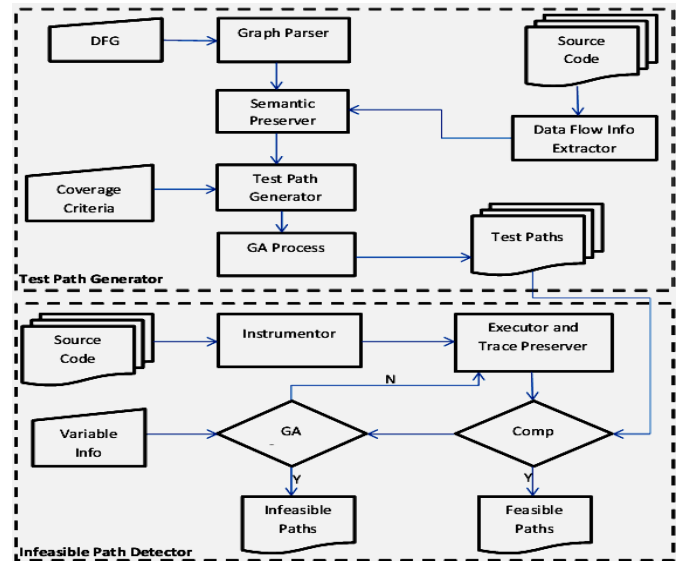 DFG
Graph Parser
Source
Code
Semantic
Preserver
Data Flow Info
Extractor
Coverage
Criteria
Test Path
Generator
GA Process
Test Paths
Test Path Generator
Source
Code
Instrumentor
Executor and
Trace Preserver
N
Variable
Info
GA
Comp
Y
Y
Infeasible
Paths
Feasible
Paths
Infeasible Path Detector